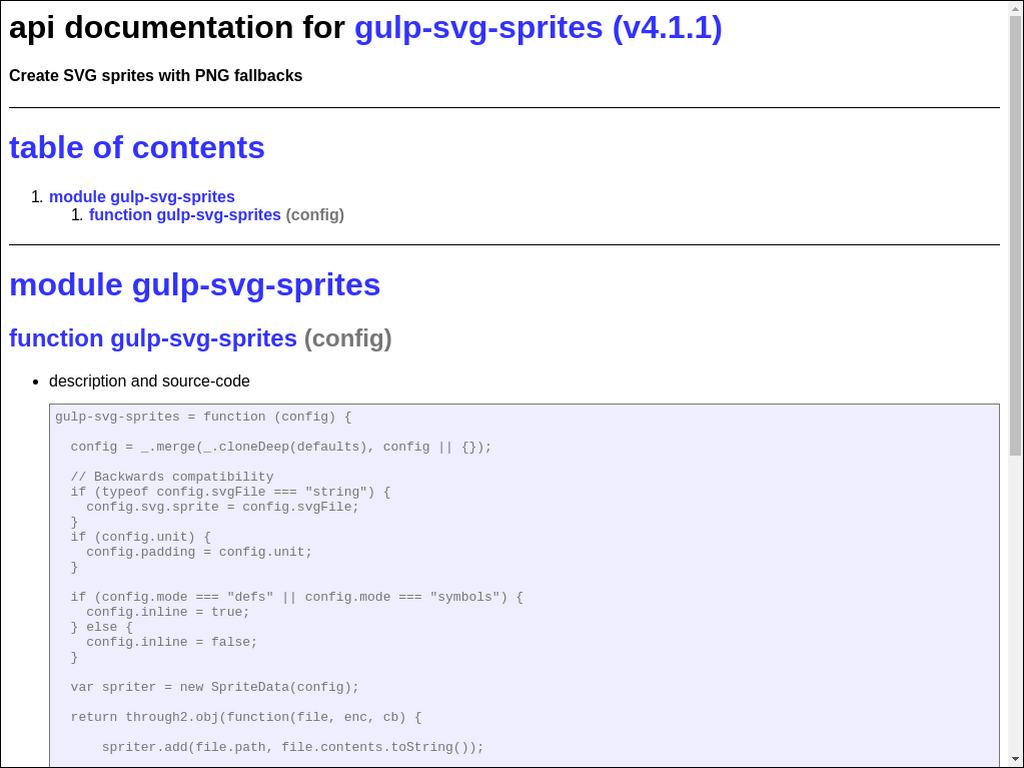 api documentation for gulp-svg-sprites (v4.1.1)
Create SVG sprites with PNG fallbacks
table of contents
1. module gulp-svg-sprites
1. function gulp-svg-sprites (config)
module gulp-svg-sprites
function gulp-svg-sprites (config)
• description and source-code
gulp-svg-sprites = function (config) {
config = _.merge(_.cloneDeep(defaults), config || {});
// Backwards compatibility
if (typeof config.svgFile === "string") {
config.svg.sprite = config.svgFile;
}
if (config.unit) {
config.padding = config.unit;
}
if (config.mode === "defs" || config.mode === "symbols") {
config.inline = true;
} else {
config.inline = false;
}
var spriter = new SpriteData(config);
return through2.obj(function(file, enc, cb) {
spriter.add(file.path, file.contents.toString());